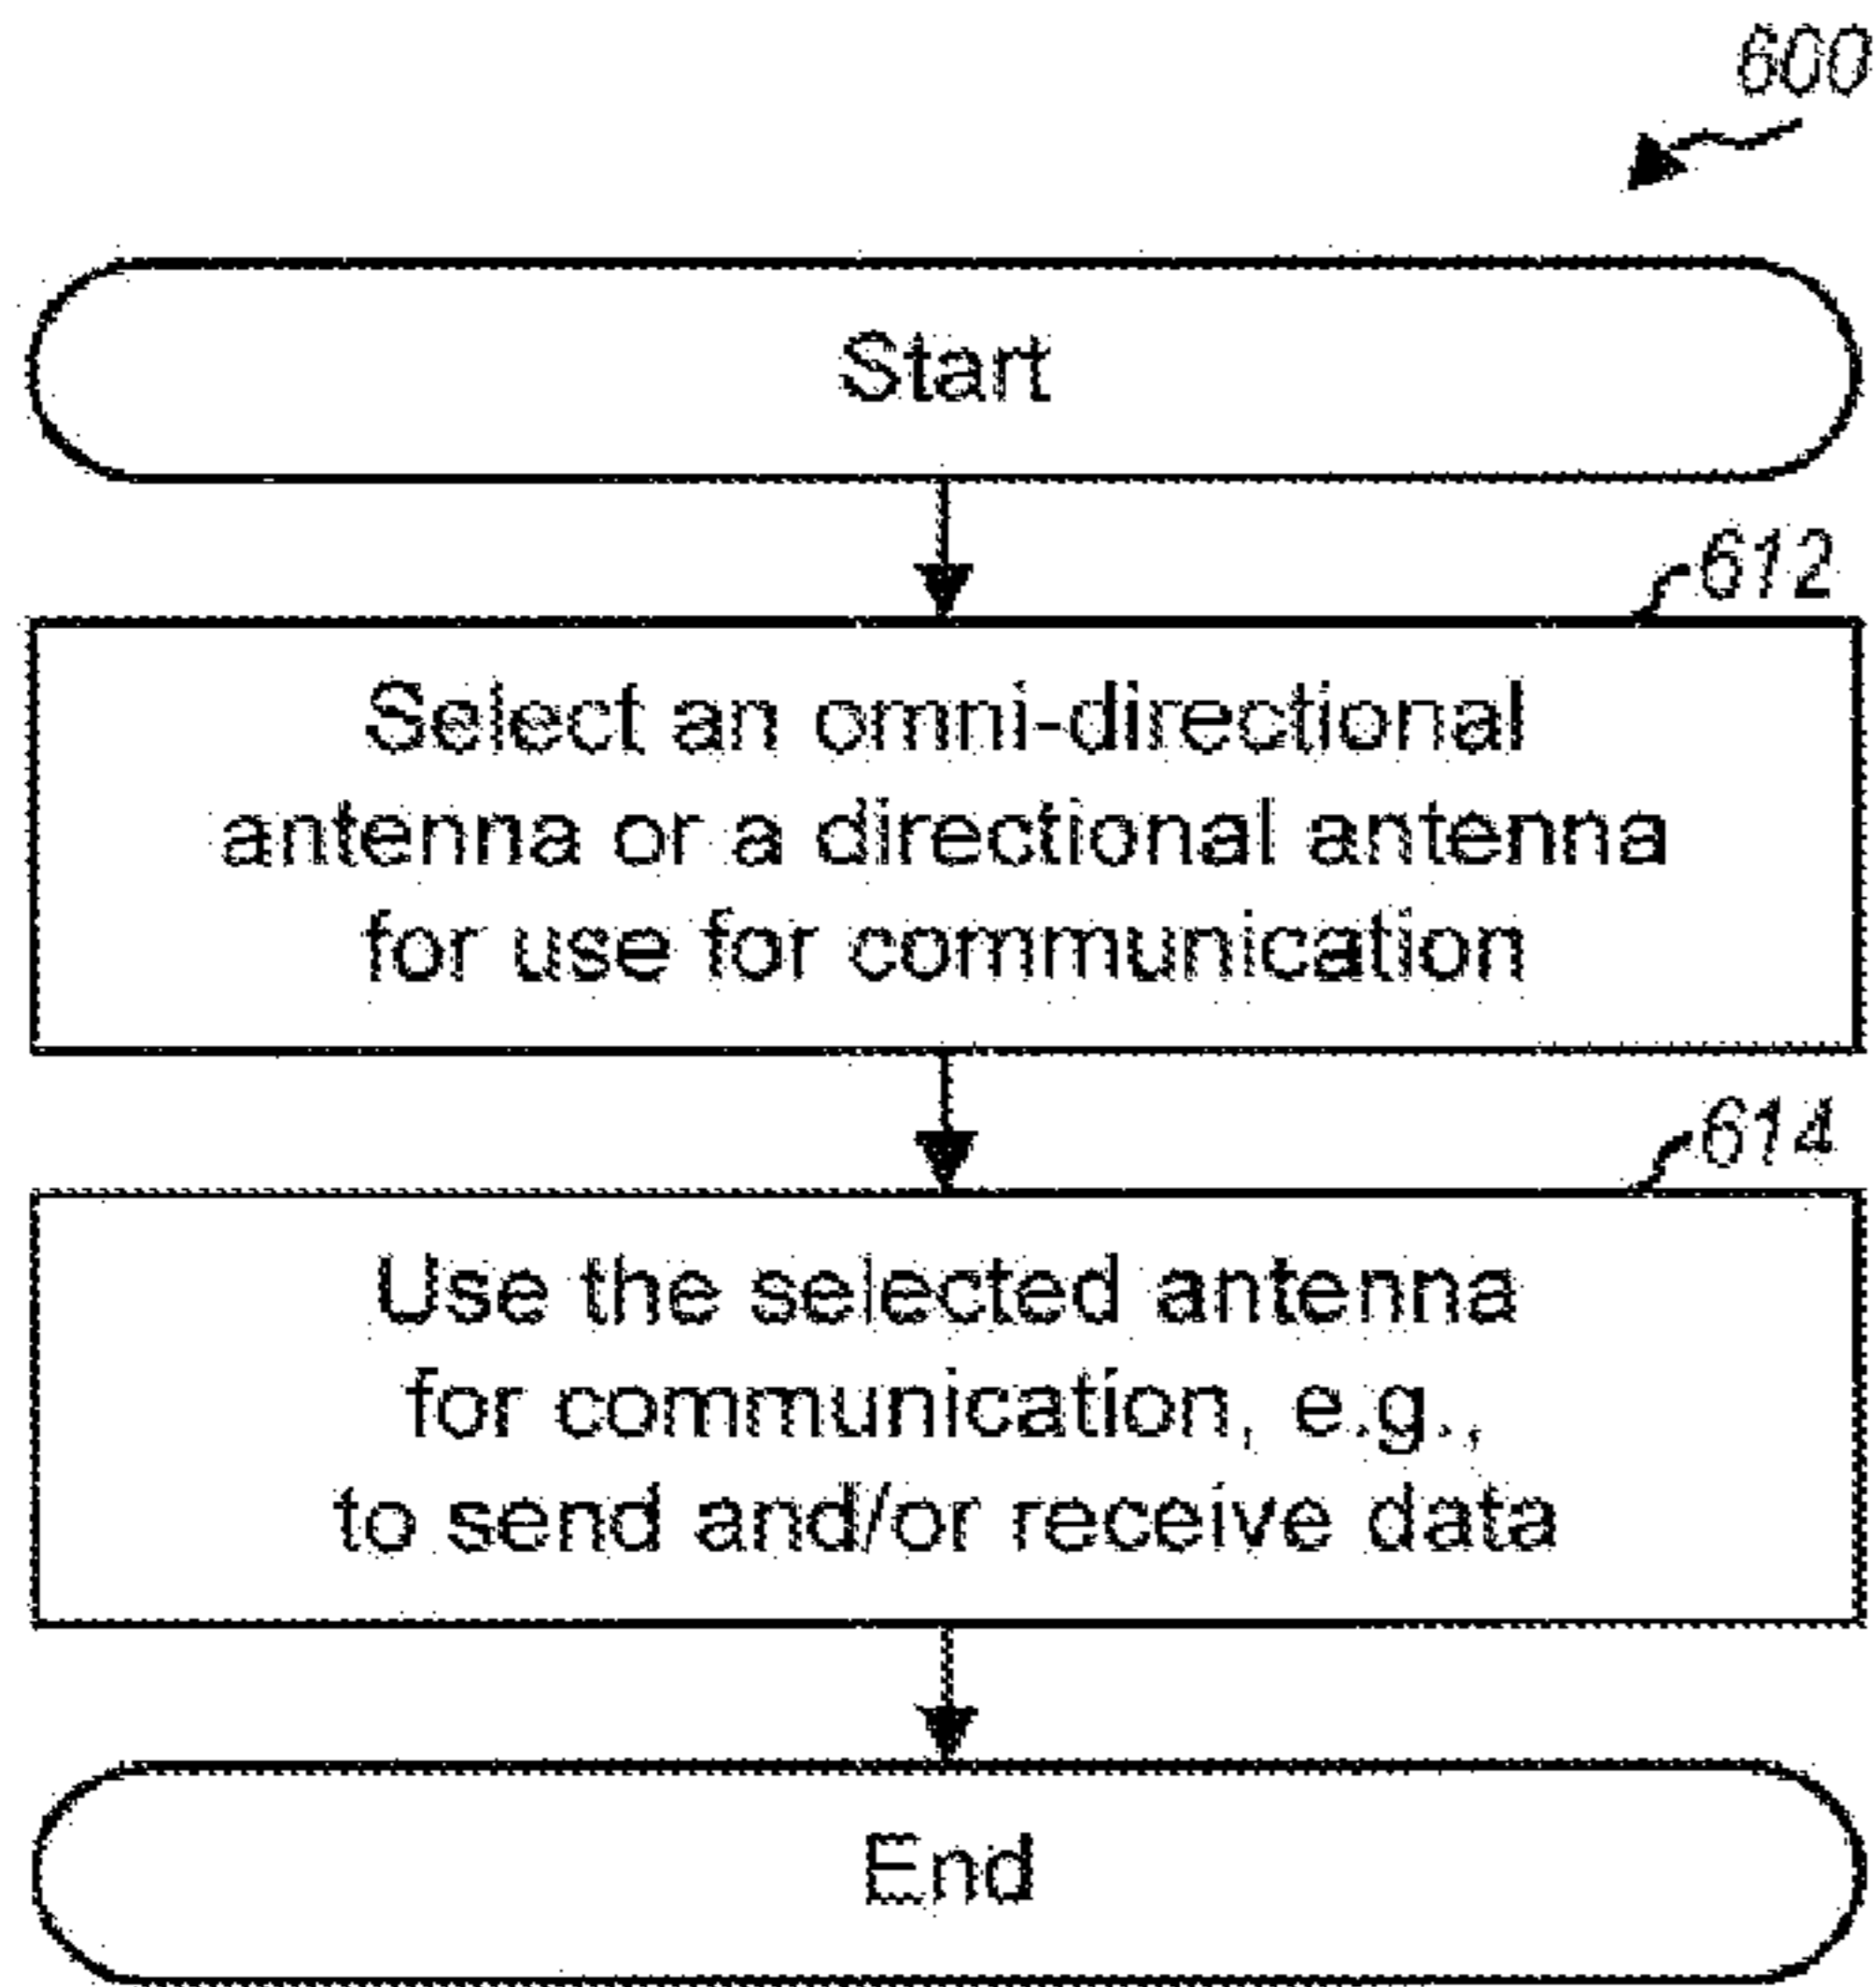 600
Start
612
Select an omni-directional
antenna or a directional antenna
for use for communication
614
Use the selected antenna
for communication, e.g.,
to send and/or receive data
End